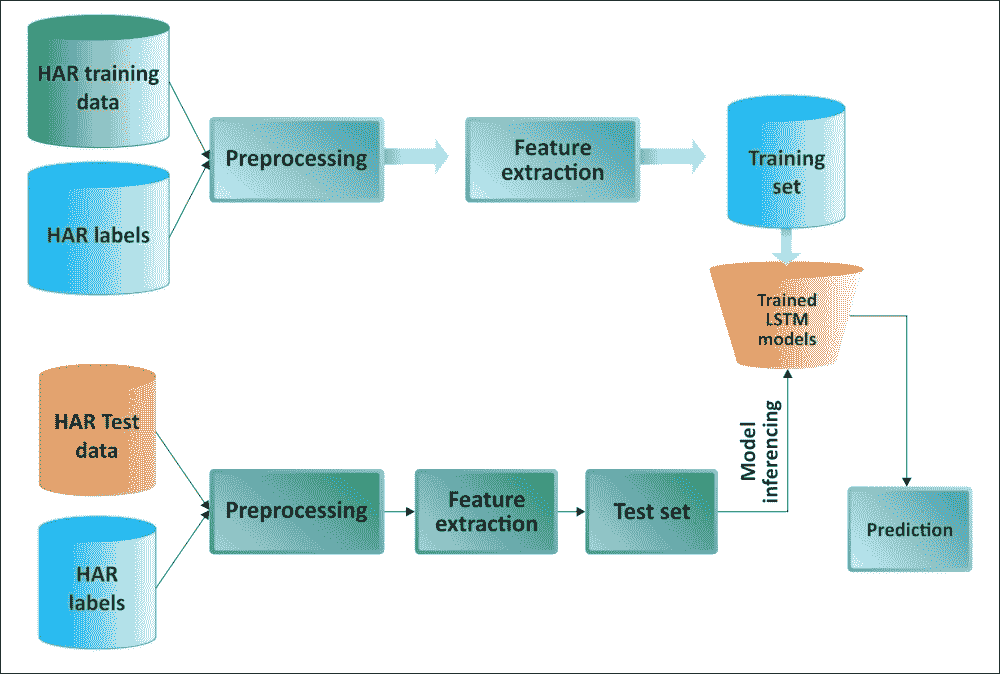 HAR training
data
HAR labels
Preprocessing
Feature
extraction
Training
set
Trained
LSTM
models
HAR Test
data
HAR
labels
Preprocessing
Feature
extraction
Test set
Model
inferencing
Prediction